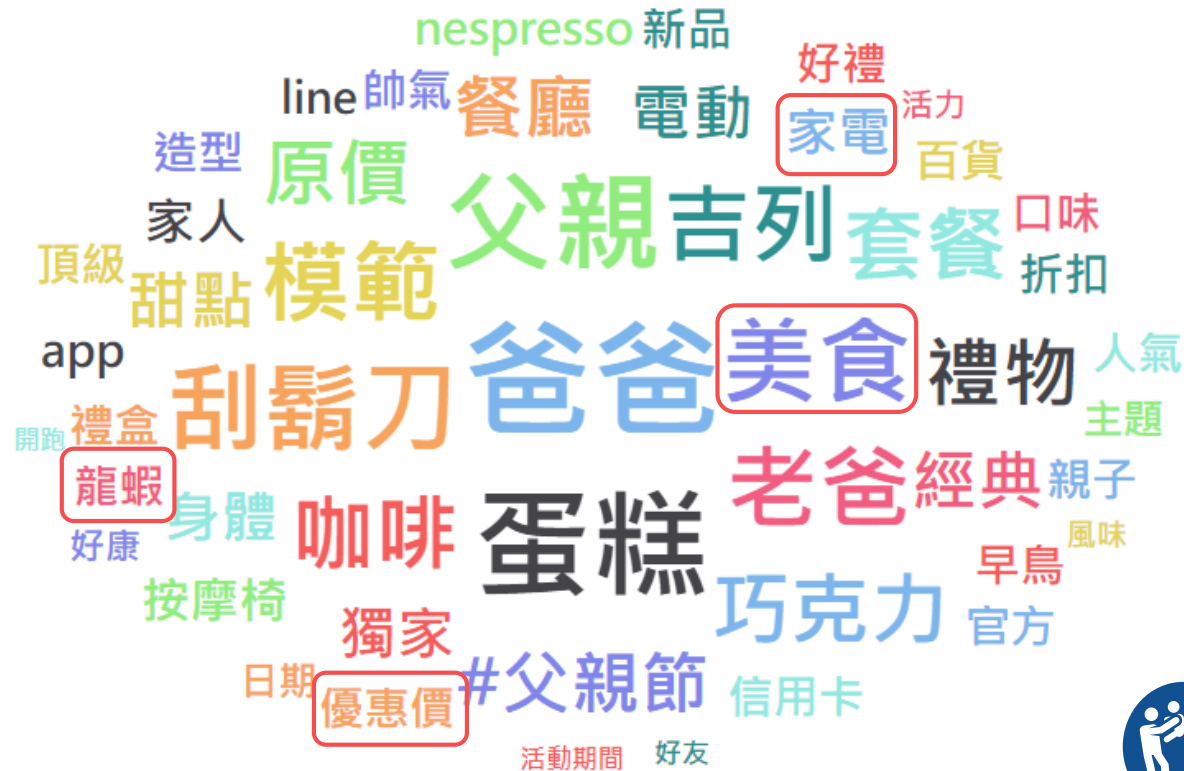 nespresso 新品
好禮
line 帥氣 餐廳 電動 家電 活力
造型 原價 百貨
家人 父親 吉列 套餐 口味
頂級 甜點 模範 折扣
app 刮鬍刀 爸爸 美食 禮物 人氣
開跑 禮盒 主題
龍蝦 身體 咖啡 蛋糕 老爸 經典 親子
好康 風味
按摩椅 獨家 巧克力 早鳥
官方
日期 優惠價 #父親節 信用卡
活動期間 好友